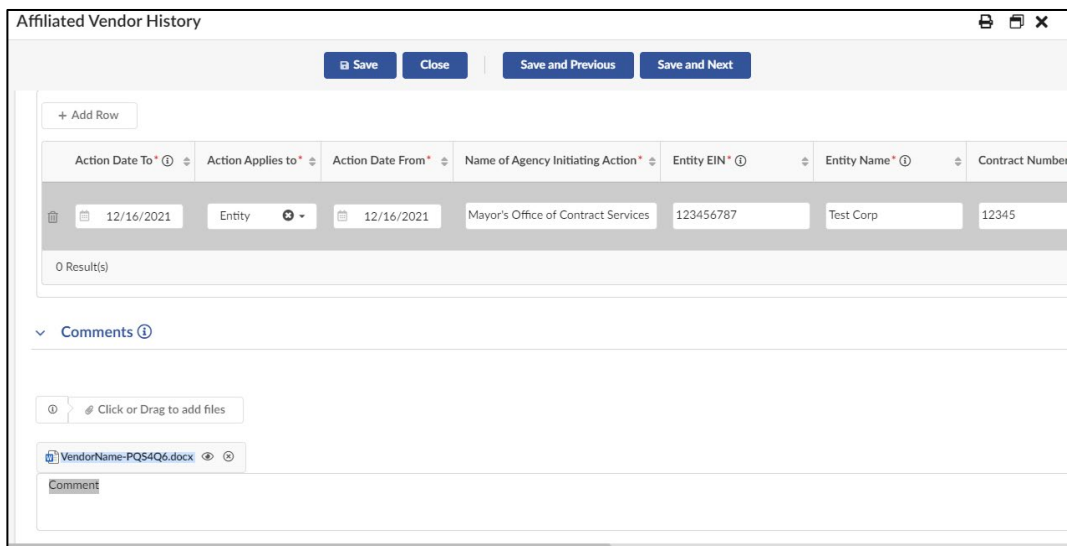 Affiliated Vendor History
Save Close Save and Previous Save and Next
+ Add Row
Action Date To* Action Applies to* Action Date From* Name of Agency Initiating Action* Entity EIN* Entity Name* Contract Number
12/16/2021 Entity 12/16/2021 Mayor's Office of Contract Services 123456787 Test Corp 12345
0 Result(s)
Comments
Click or Drag to add files
VendorName-PQS4Q6.docx
Comment